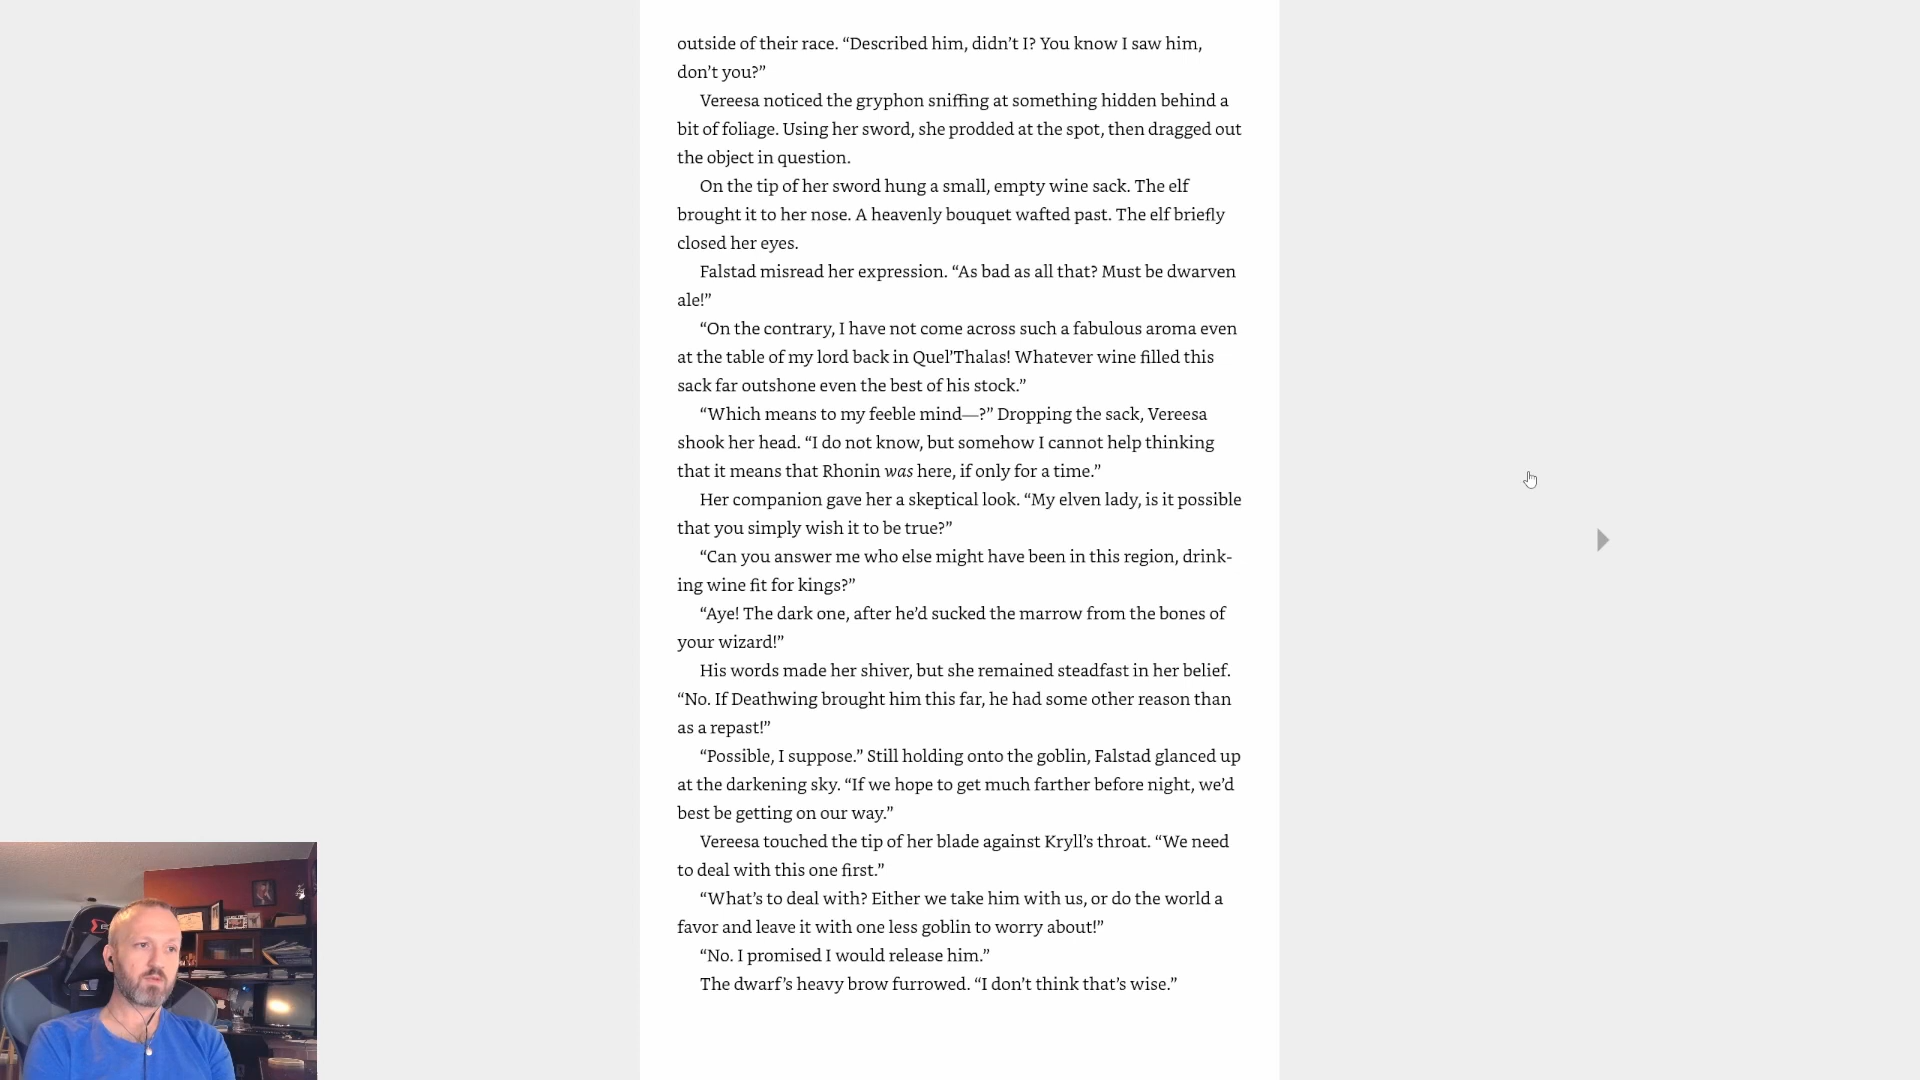 outside of their race. “Described him, didn’t I? You know I saw him,
don’t you?”
Vereesa noticed the gryphon sniffing at something hidden behind a
bit of foliage. Using her sword, she prodded at the spot, then dragged out
the object in question.
On the tip of her sword hung a small, empty wine sack. The elf
brought it to her nose. A heavenly bouquet wafted past. The elf briefly
closed her eyes.
Falstad misread her expression. “As bad as all that? Must be dwarven
ale!”
“On the contrary, I have not come across such a fabulous aroma even
at the table of my lord back in Quel’Thalas! Whatever wine filled this
sack far outshone even the best of his stock.”
“Which means to my feeble mind—?” Dropping the sack, Vereesa
shook her head. “I do not know, but somehow I cannot help thinking
that it means that Rhonin was here, if only for a time.”
Her companion gave her a skeptical look. “My elven lady, is it possible
that you simply wish it to be true?”
“Can you answer me who else might have been in this region, drink-
ing wine fit for kings?”
“Aye! The dark one, after he’d sucked the marrow from the bones of
your wizard!”
His words made her shiver, but she remained steadfast in her belief.
“No. If Deathwing brought him this far, he had some other reason than
as a repast!”
“Possible, I suppose.” Still holding onto the goblin, Falstad glanced up
at the darkening sky. “If we hope to get much farther before night, we’d
best be getting on our way.”
Vereesa touched the tip of her blade against Kryll’s throat. “We need
to deal with this one first.”
“What’s to deal with? Either we take him with us, or do the world a
favor and leave it with one less goblin to worry about!”
“No. I promised I would release him.”
The dwarf’s heavy brow furrowed. “I don’t think that’s wise.”